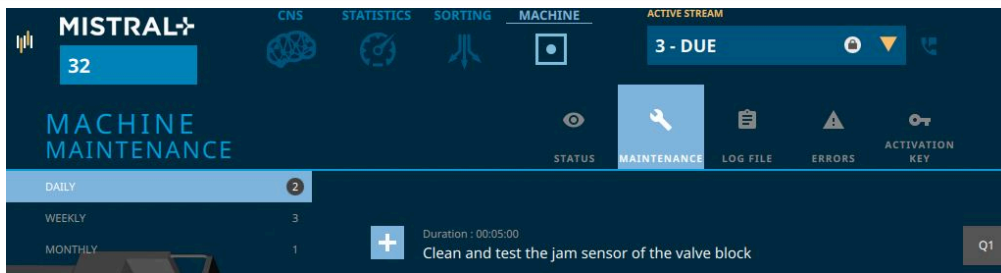 MISTRAL+
32
CNS
STATISTICS
SORTING
MACHINE
ACTIVE STREAM
3 - DUE
MACHINE
MAINTENANCE
STATUS
MAINTENANCE
LOG FILE
ERRORS
ACTIVATION
KEY
DAILY 2
WEEKLY 3
MONTHLY 1
Duration : 00:05:00
Clean and test the jam sensor of the valve block
Q1